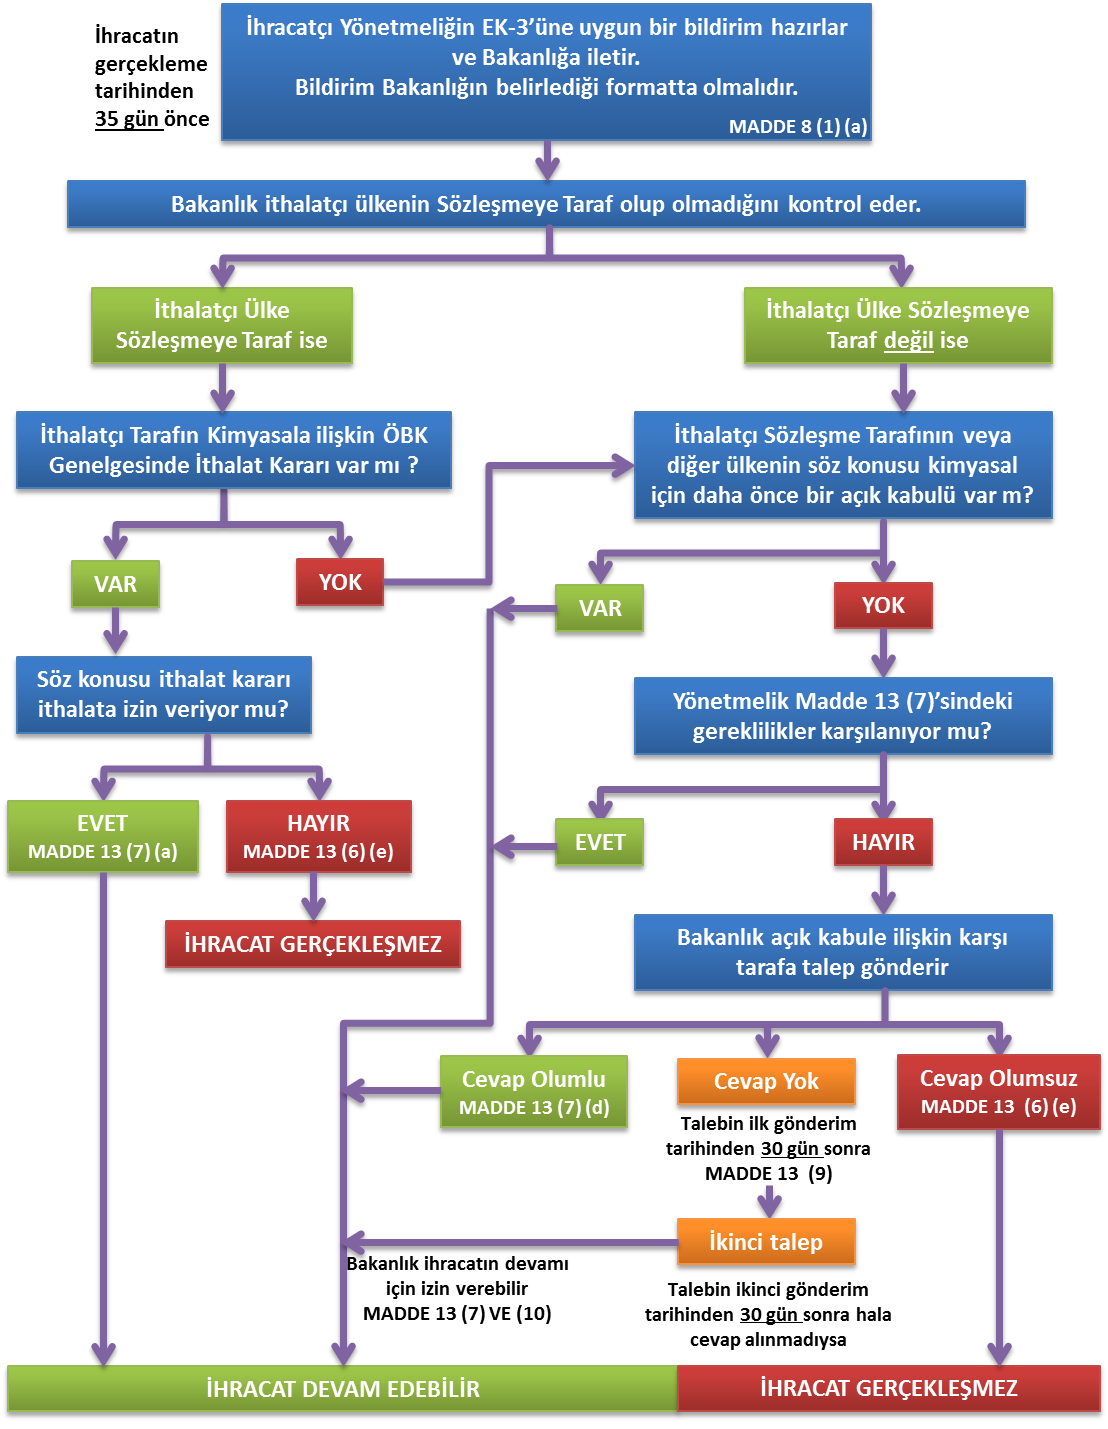 İhracatın
gerçekleme
tarihinden
35 gün önce
İhracatçı Yönetmeliğin EK-3’üne uygun bir bildirim hazırlar
ve Bakanlığa iletir.
Bildirim Bakanlığın belirlediği formatta olmalıdır.
MADDE 8 (1) (a)
Bakanlık ithalatçı ülkenin Sözleşmeye Taraf olup olmadığını kontrol eder.
İthalatçı Ülke
Sözleşmeye Taraf ise
İthalatçı Ülke Sözleşmeye
Taraf değil ise
İthalatçı Tarafın Kimyasala ilişkin ÖBK
Genelgesinde İthalat Kararı var mı ?
İthalatçı Sözleşme Tarafının veya
diğer ülkenin söz konusu kimyasal
için daha önce bir açık kabulü var m?
VAR
YOK
VAR
YOK
Söz konusu ithalat kararı
ithalata izin veriyor mu?
Yönetmelik Madde 13 (7)’sindeki
gereklilikler karşılanıyor mu?
EVET
MADDE 13 (7) (a)
HAYIR
MADDE 13 (6) (e)
EVET
HAYIR
İHRACAT GERÇEKLEŞMEZ
Bakanlık açık kabule ilişkin karşı
tarafa talep gönderir
Cevap Olumlu
MADDE 13 (7) (d)
Cevap Yok
Cevap Olumsuz
MADDE 13 (6) (e)
Talebin ilk gönderim
tarihinden 30 gün sonra
MADDE 13 (9)
İkinci talep
Bakanlık ihracatın devamı
için izin verebilir
MADDE 13 (7) VE (10)
Talebin ikinci gönderim
tarihinden 30 gün sonra hala
cevap alınmadıysa
İHRACAT DEVAM EDEBİLİR
İHRACAT GERÇEKLEŞMEZ